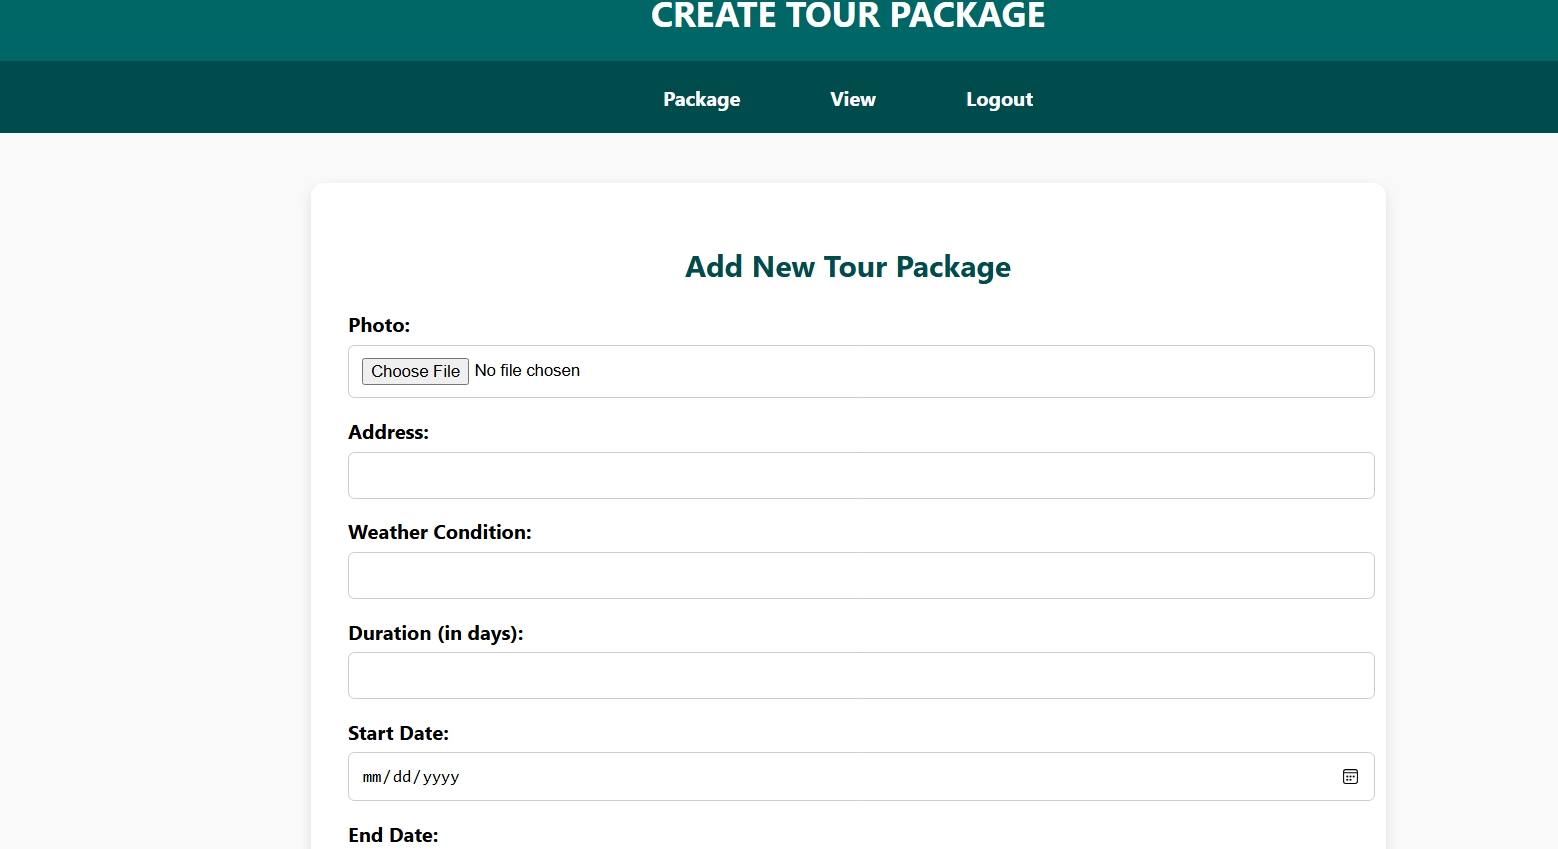 CREATE TOUR PACKAGE
Package View Logout
Add New Tour Package
Photo:
Choose File No file chosen
Address:
Weather Condition:
Duration (in days):
Start Date:
mm/dd/yyyy
End Date: